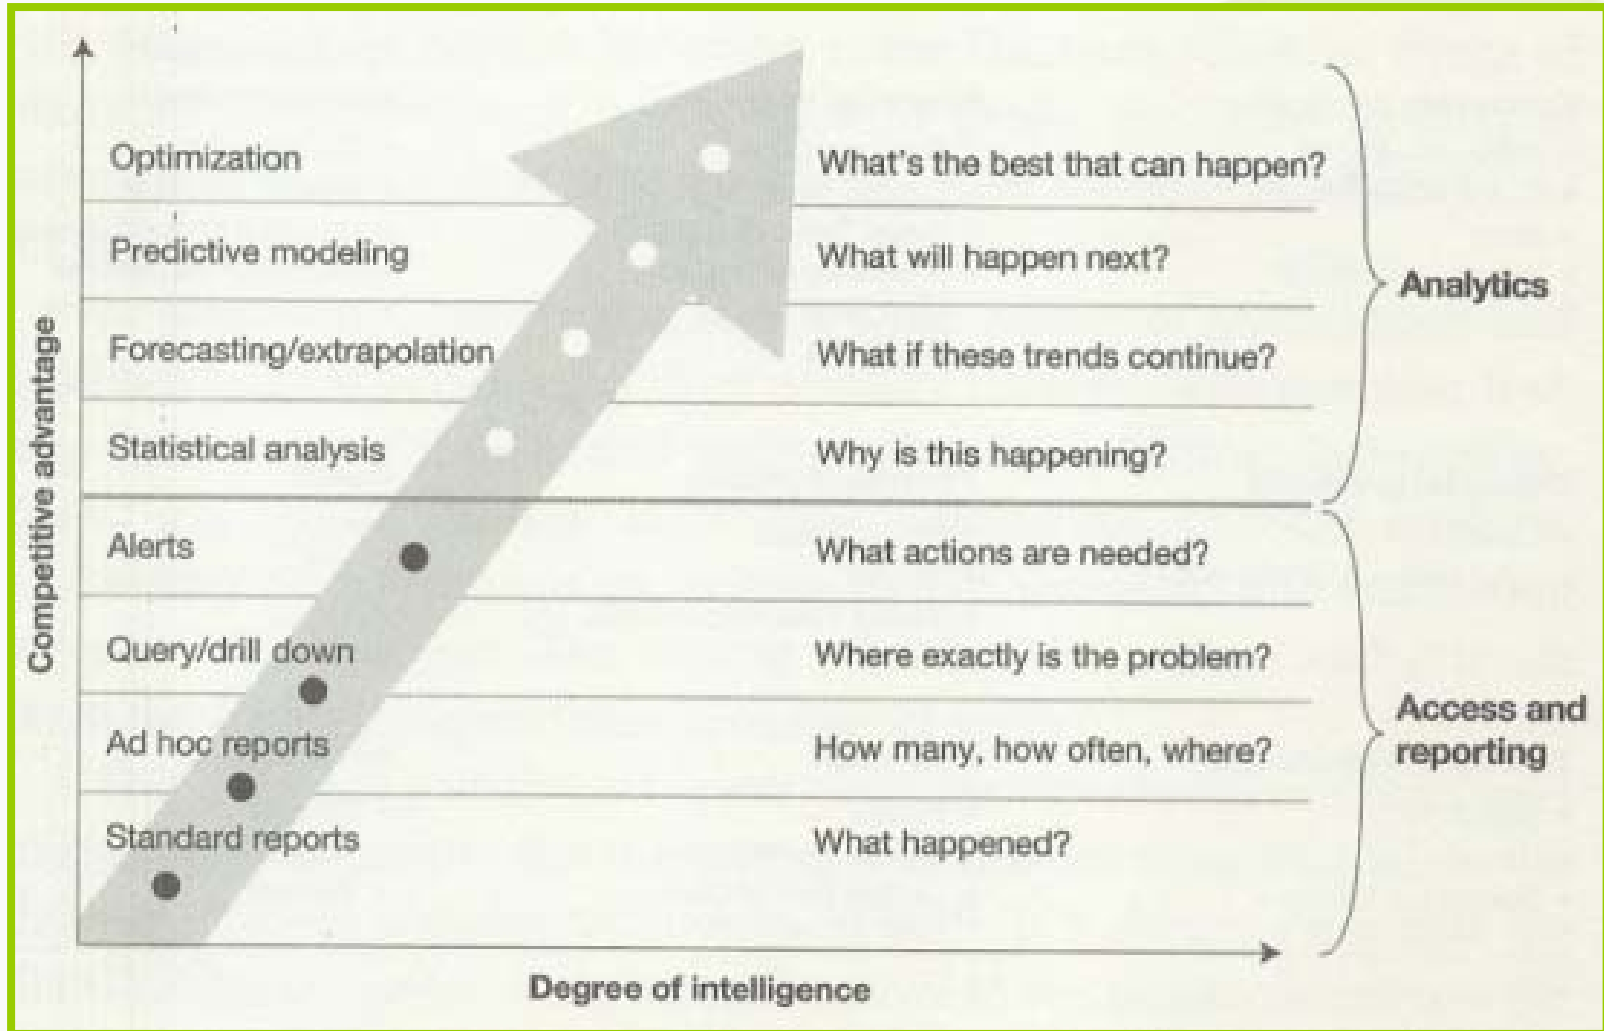 Competitive advantage
Optimization
What's the best that can happen?
Predictive modeling
What will happen next?
Forecasting/extrapolation
What if these trends continue?
Statistical analysis
Why is this happening?
Analytics
Alerts
What actions are needed?
Query/drill down
Where exactly is the problem?
Ad hoc reports
How many, how often, where?
Standard reports
What happened?
Access and
reporting
Degree of intelligence